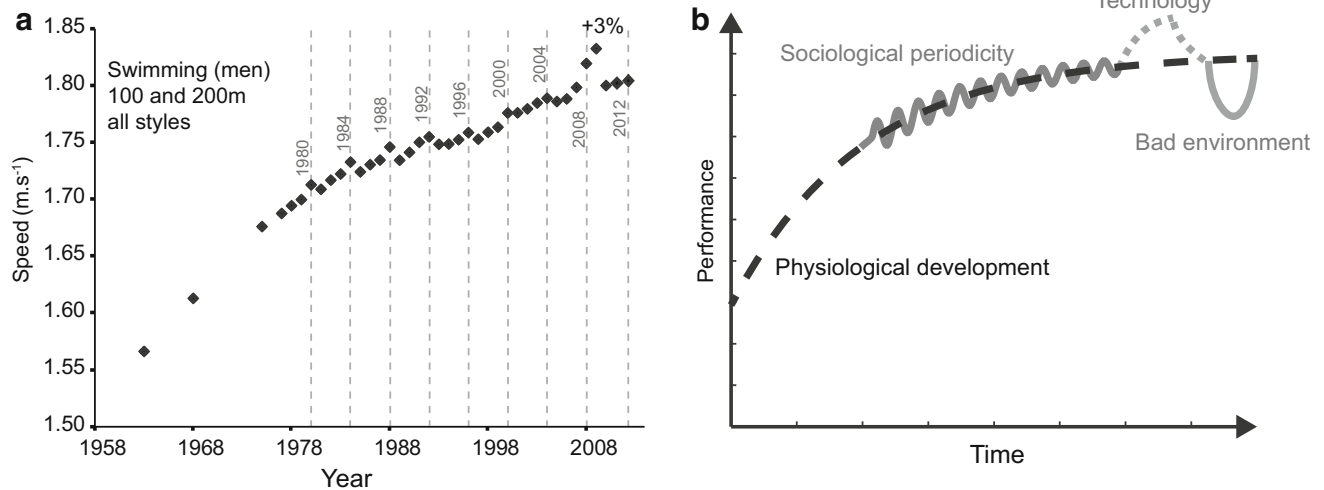 a
1.85
1.80
1.75
1.70
1.65
1.60
1.55
1.50
Speed (m.s-1)
Swimming (men)
100 and 200m
all styles
+3%
1980
1984
1988
1992
1996
2000
2004
2008
2012
1958
1968
1978
1988
1998
2008
Year
b
Technology
Sociological periodicity
Bad environment
Physiological development
Performance
Time